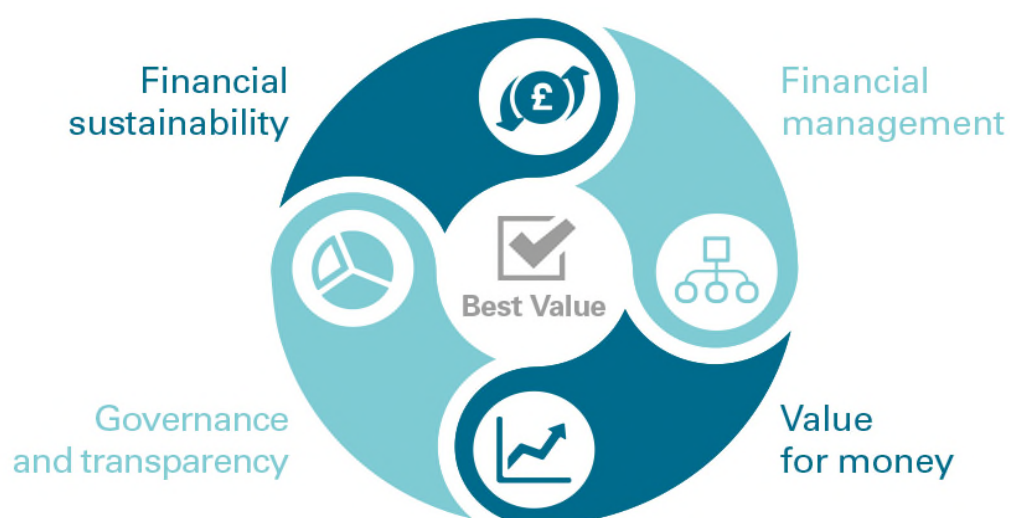 Financial
sustainability
Financial
management
£
Best Value
Governance
and transparency
Value
for money